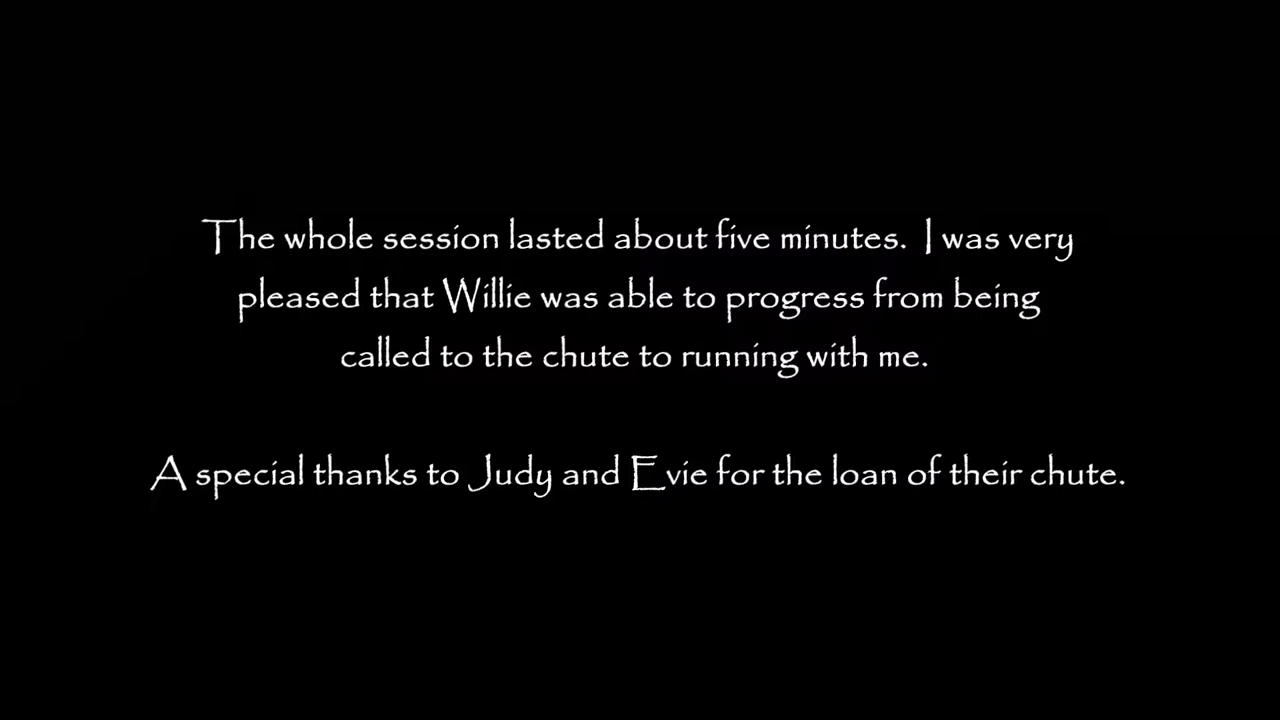 The whole session lasted about five minutes.  I was very
pleased that Willie was able to progress from being
called to the chute to running with me.
A special thanks to Judy and Evie for the loan of their chute.